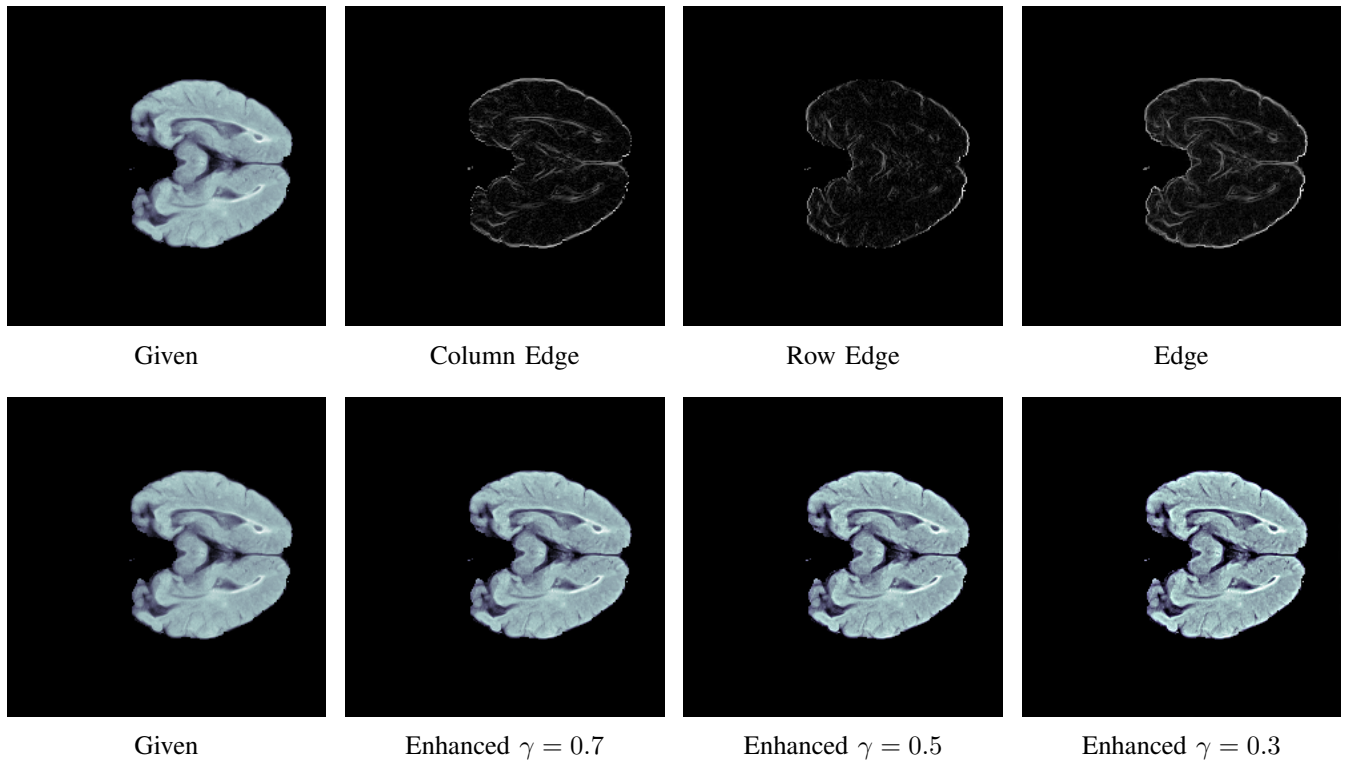 Given Column Edge Row Edge Edge
Given Enhanced γ = 0.7 Enhanced γ = 0.5 Enhanced γ = 0.3